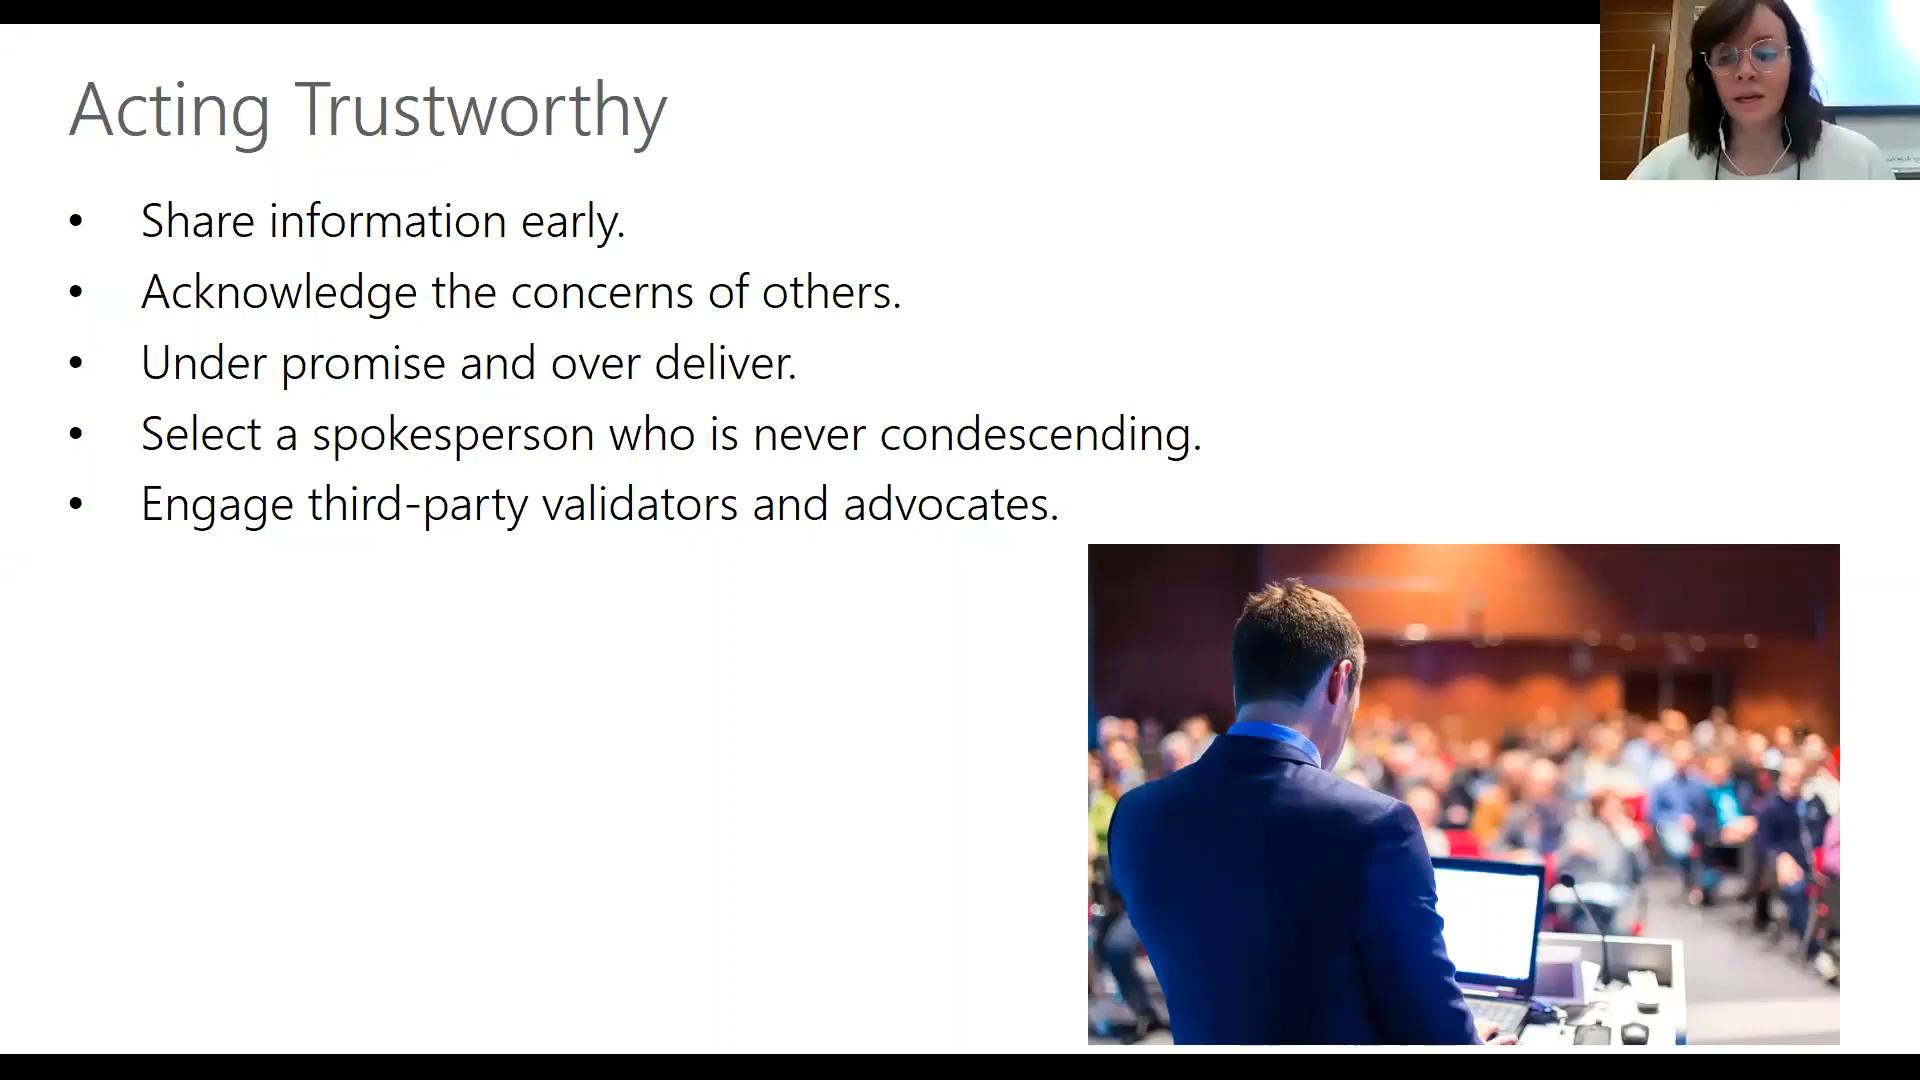 Acting Trustworthy
• Share information early.
• Acknowledge the concerns of others.
• Under promise and over deliver.
• Select a spokesperson who is never condescending.
• Engage third-party validators and advocates.